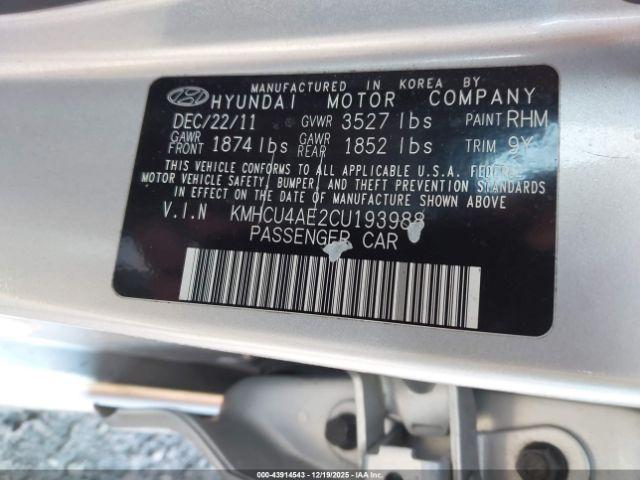 MANUFACTURED IN KOREA BY
HYUNDAI MOTOR COMPANY
DEC/22/11 GVWR 3527 lbs PAINT RHM
GAWR FRONT 1874 lbs GAWR REAR 1852 lbs TRIM 9Y
THIS VEHICLE CONFORMS TO ALL APPLICABLE U.S.A. FEDERAL
MOTOR VEHICLE SAFETY, BUMPER, AND THEFT PREVENTION STANDARDS
IN EFFECT ON THE DATE OF MANUFACTURE SHOWN ABOVE
V.I.N KMHCU4AE2CU193988
PASSENGER CAR
000-43914543 - 12/19/2025 - IAAI.COM